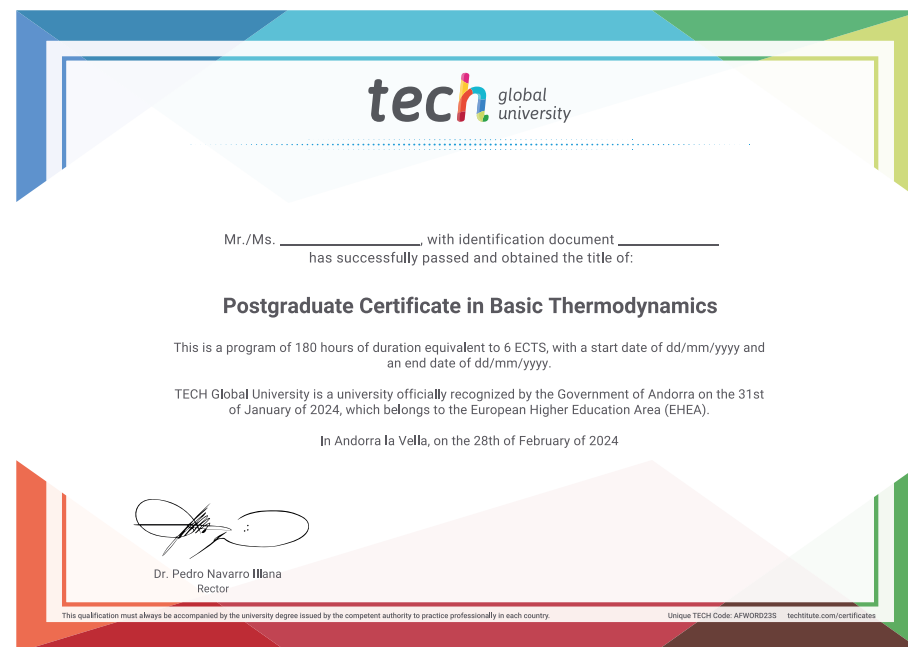 tech global university
Mr./Ms. ____________, with identification document ____________
has successfully passed and obtained the title of:
Postgraduate Certificate in Basic Thermodynamics
This is a program of 180 hours of duration equivalent to 6 ECTS, with a start date of dd/mm/yyyy and
an end date of dd/mm/yyyy.
TECH Global University is a university officially recognized by the Government of Andorra on the 31st
of January of 2024, which belongs to the European Higher Education Area (EHEA).
In Andorra la Vella, on the 28th of February of 2024
Dr. Pedro Navarro Illana
Rector
This qualification must always be accompanied by the university degree issued by the competent authority to practice professionally in each country.
Unique TECH Code: AFWORD23S techtitute.com/certificates